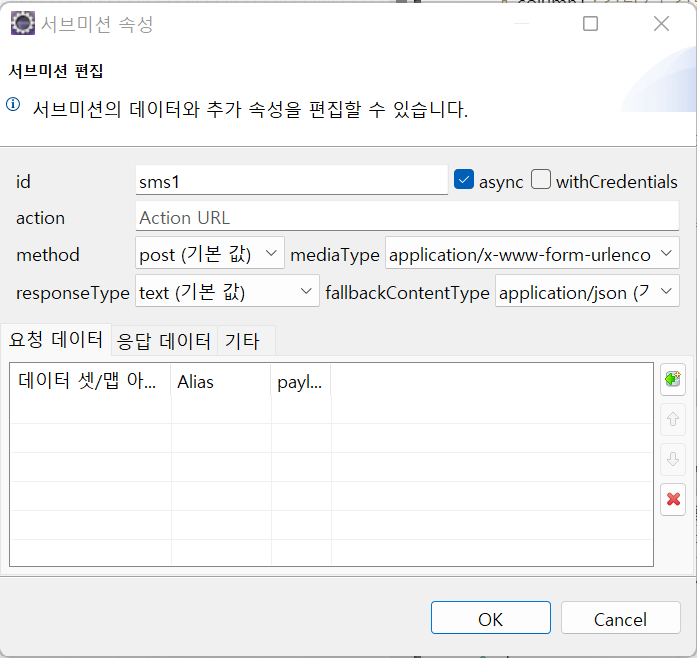 서브미션 속성
서브미션 편집
서브미션의 데이터와 추가 속성을 편집할 수 있습니다.
id sms1 async withCredentials
action Action URL
method post (기본 값) mediaType application/x-www-form-urlenco
responseType text (기본 값) fallbackContentType application/json (기
요청 데이터 응답 데이터 기타
데이터 셋/맵 아... Alias payl...
OK Cancel